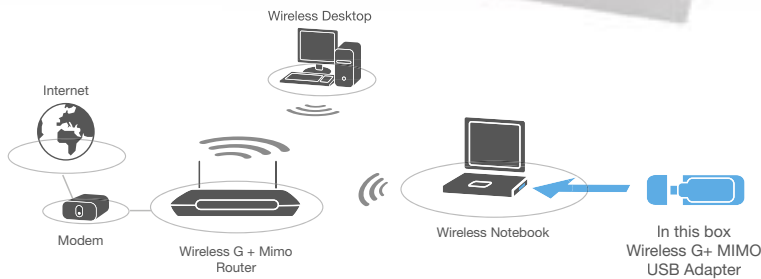 Wireless Desktop
Internet
Modem
Wireless G + Mimo
Router
Wireless Notebook
In this box
Wireless G+ MIMO
USB Adapter